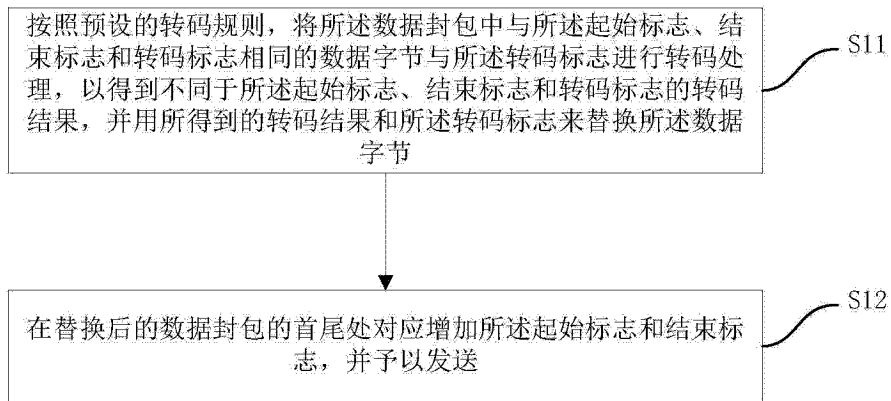 按照预设的转码规则，将所述数据封包中与所述起始标志、结
束标志和转码标志相同的数据字节与所述转码标志进行转码处
理，以得到不同于所述起始标志、结束标志和转码标志的转码
结果，并用所得到的转码结果和所述转码标志来替换所述数据
字节
S11
在替换后的数据封包的首尾处对应增加所述起始标志和结束标
志，并予以发送
S12